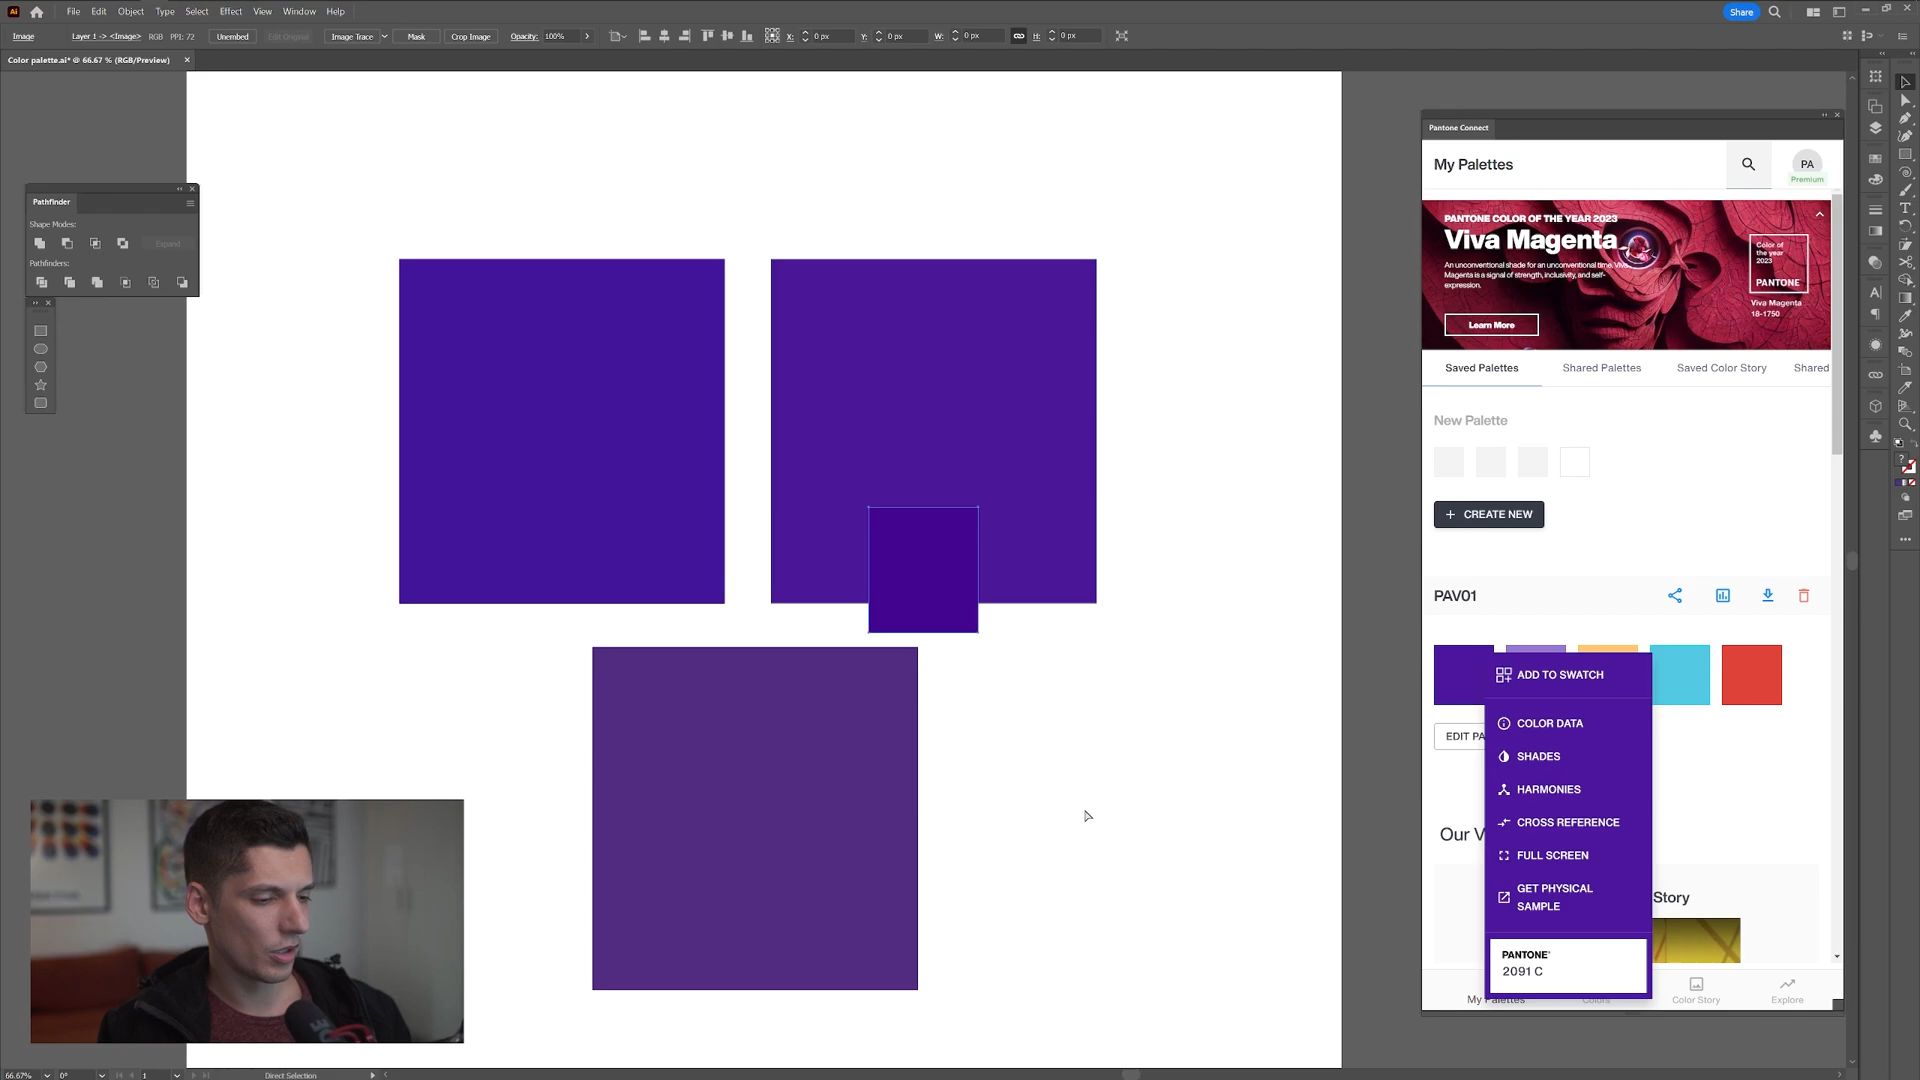 File Edit Object Type Select Effect View Window Help
Share
Image Layer 1 -> <Image> RGB PPI: 72 Unembed Edit Original Image Trace Mask Crop Image Opacity: 100% X: 0 px Y: 0 px W: 0 px H: 0 px
Color palette.ai* @ 66.67 % (RGB/Preview)
Pathfinder
Shape Modes:
Expand
Pathfinders:
Pantone Connect
My Palettes
PA
Premium
PANTONE COLOR OF THE YEAR 2023
Viva Magenta
An unconventional shade for an unconventional time. Viva
Magenta is a signal of strength, inclusivity, and self-
expression.
Learn More
Color of
the year
2023
PANTONE
Viva Magenta
18-1750
Saved Palettes Shared Palettes Saved Color Story Shared
New Palette
+ CREATE NEW
PAV01
EDIT PA
ADD TO SWATCH
COLOR DATA
SHADES
HARMONIES
CROSS REFERENCE
FULL SCREEN
GET PHYSICAL
SAMPLE
PANTONE®
2091 C
Our V
Story
My Palettes Colors Color Story Explore
66.67% 0° 1 Direct Selection